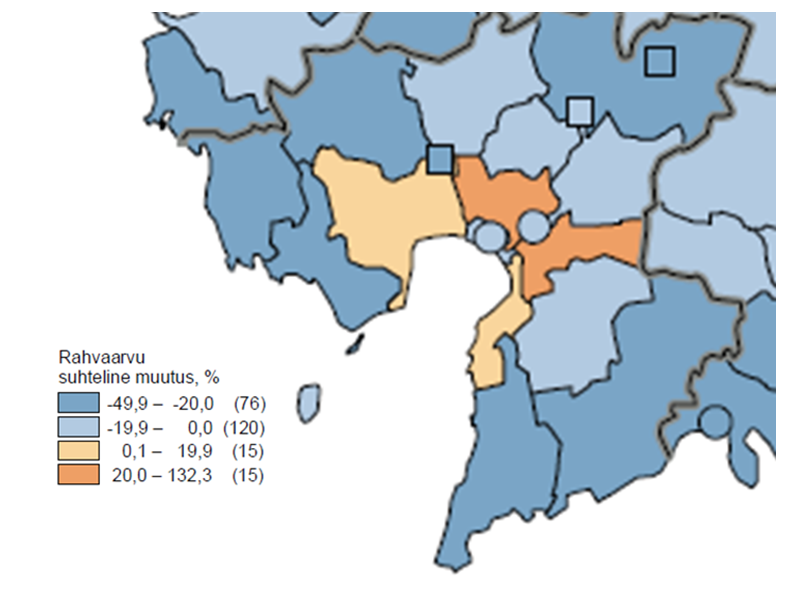 Rahvaarvu
suhteline muutus, %
-49,9 – -20,0 (76)
-19,9 – 0,0 (120)
0,1 – 19,9 (15)
20,0 – 132,3 (15)